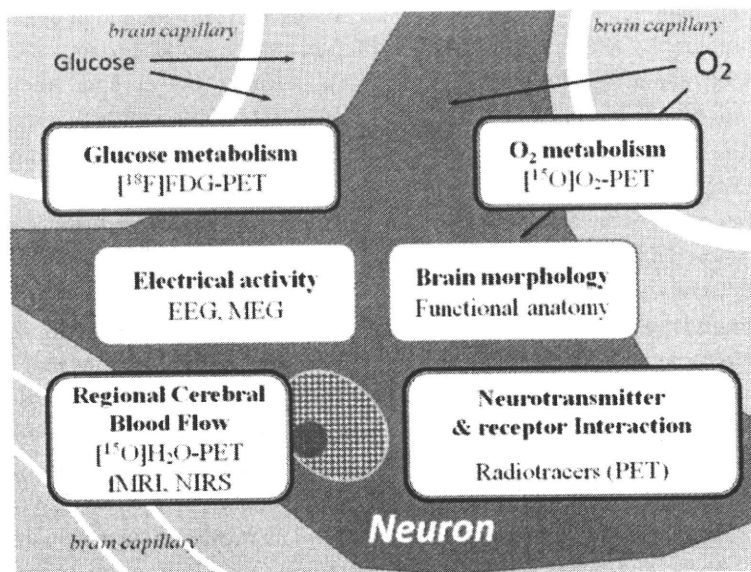 brain capillary
brain capillary
Glucose
O₂
Glucose metabolism
[¹⁸F]FDG-PET
O₂ metabolism
[¹⁵O]O₂-PET
Electrical activity
EEG, MEG
Brain morphology
Functional anatomy
Regional Cerebral
Blood Flow
[¹⁵O]H₂O-PET
fMRI, NIRS
Neurotransmitter
& receptor Interaction
Radiotracers (PET)
Neuron
brain capillary